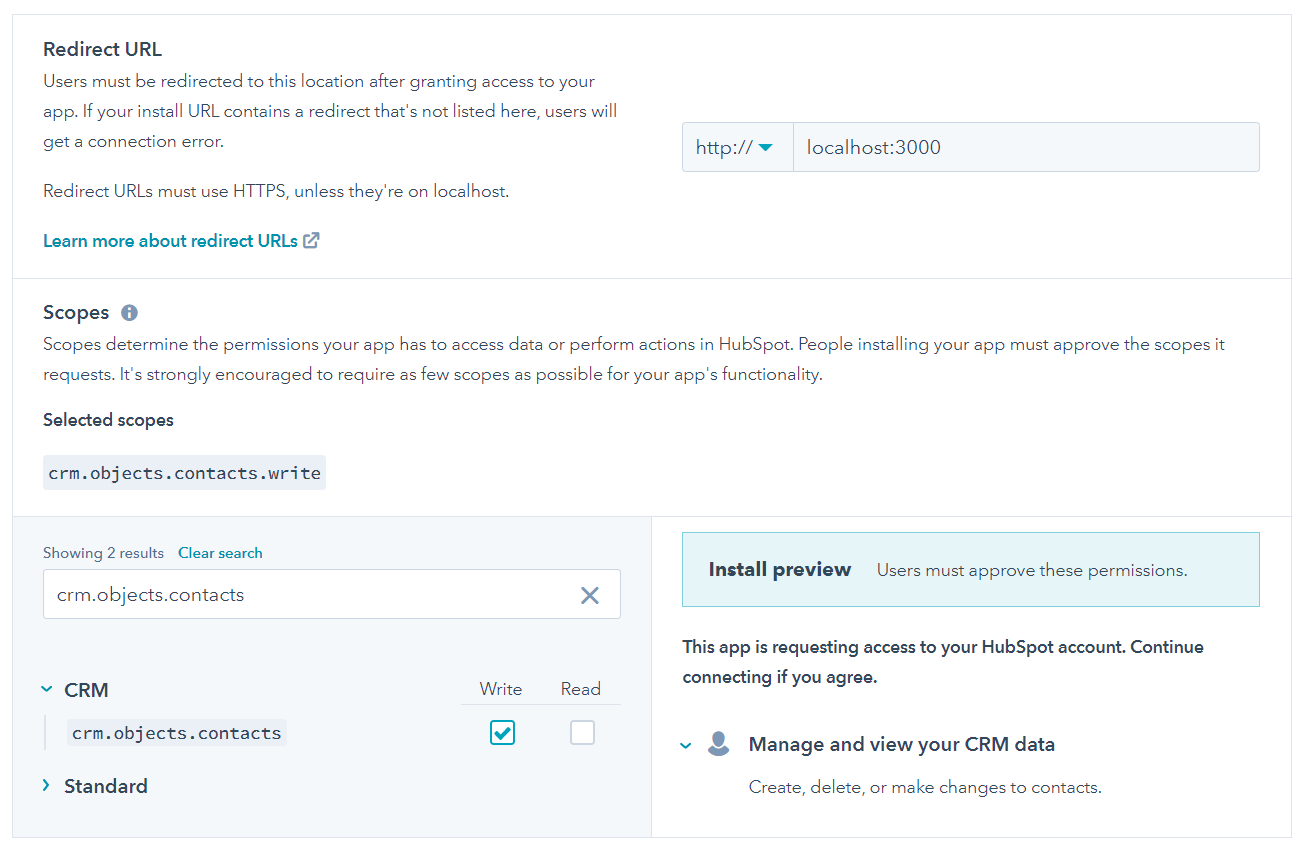 Redirect URL
Users must be redirected to this location after granting access to your
app. If your install URL contains a redirect that's not listed here, users will
get a connection error.
http://
localhost:3000
Redirect URLs must use HTTPS, unless they're on localhost.
Learn more about redirect URLs
Scopes
Scopes determine the permissions your app has to access data or perform actions in HubSpot. People installing your app must approve the scopes it
requests. It's strongly encouraged to require as few scopes as possible for your app's functionality.
Selected scopes
crm.objects.contacts.write
Showing 2 results Clear search
crm.objects.contacts
CRM Write Read
crm.objects.contacts
Standard
Install preview Users must approve these permissions.
This app is requesting access to your HubSpot account. Continue
connecting if you agree.
Manage and view your CRM data
Create, delete, or make changes to contacts.